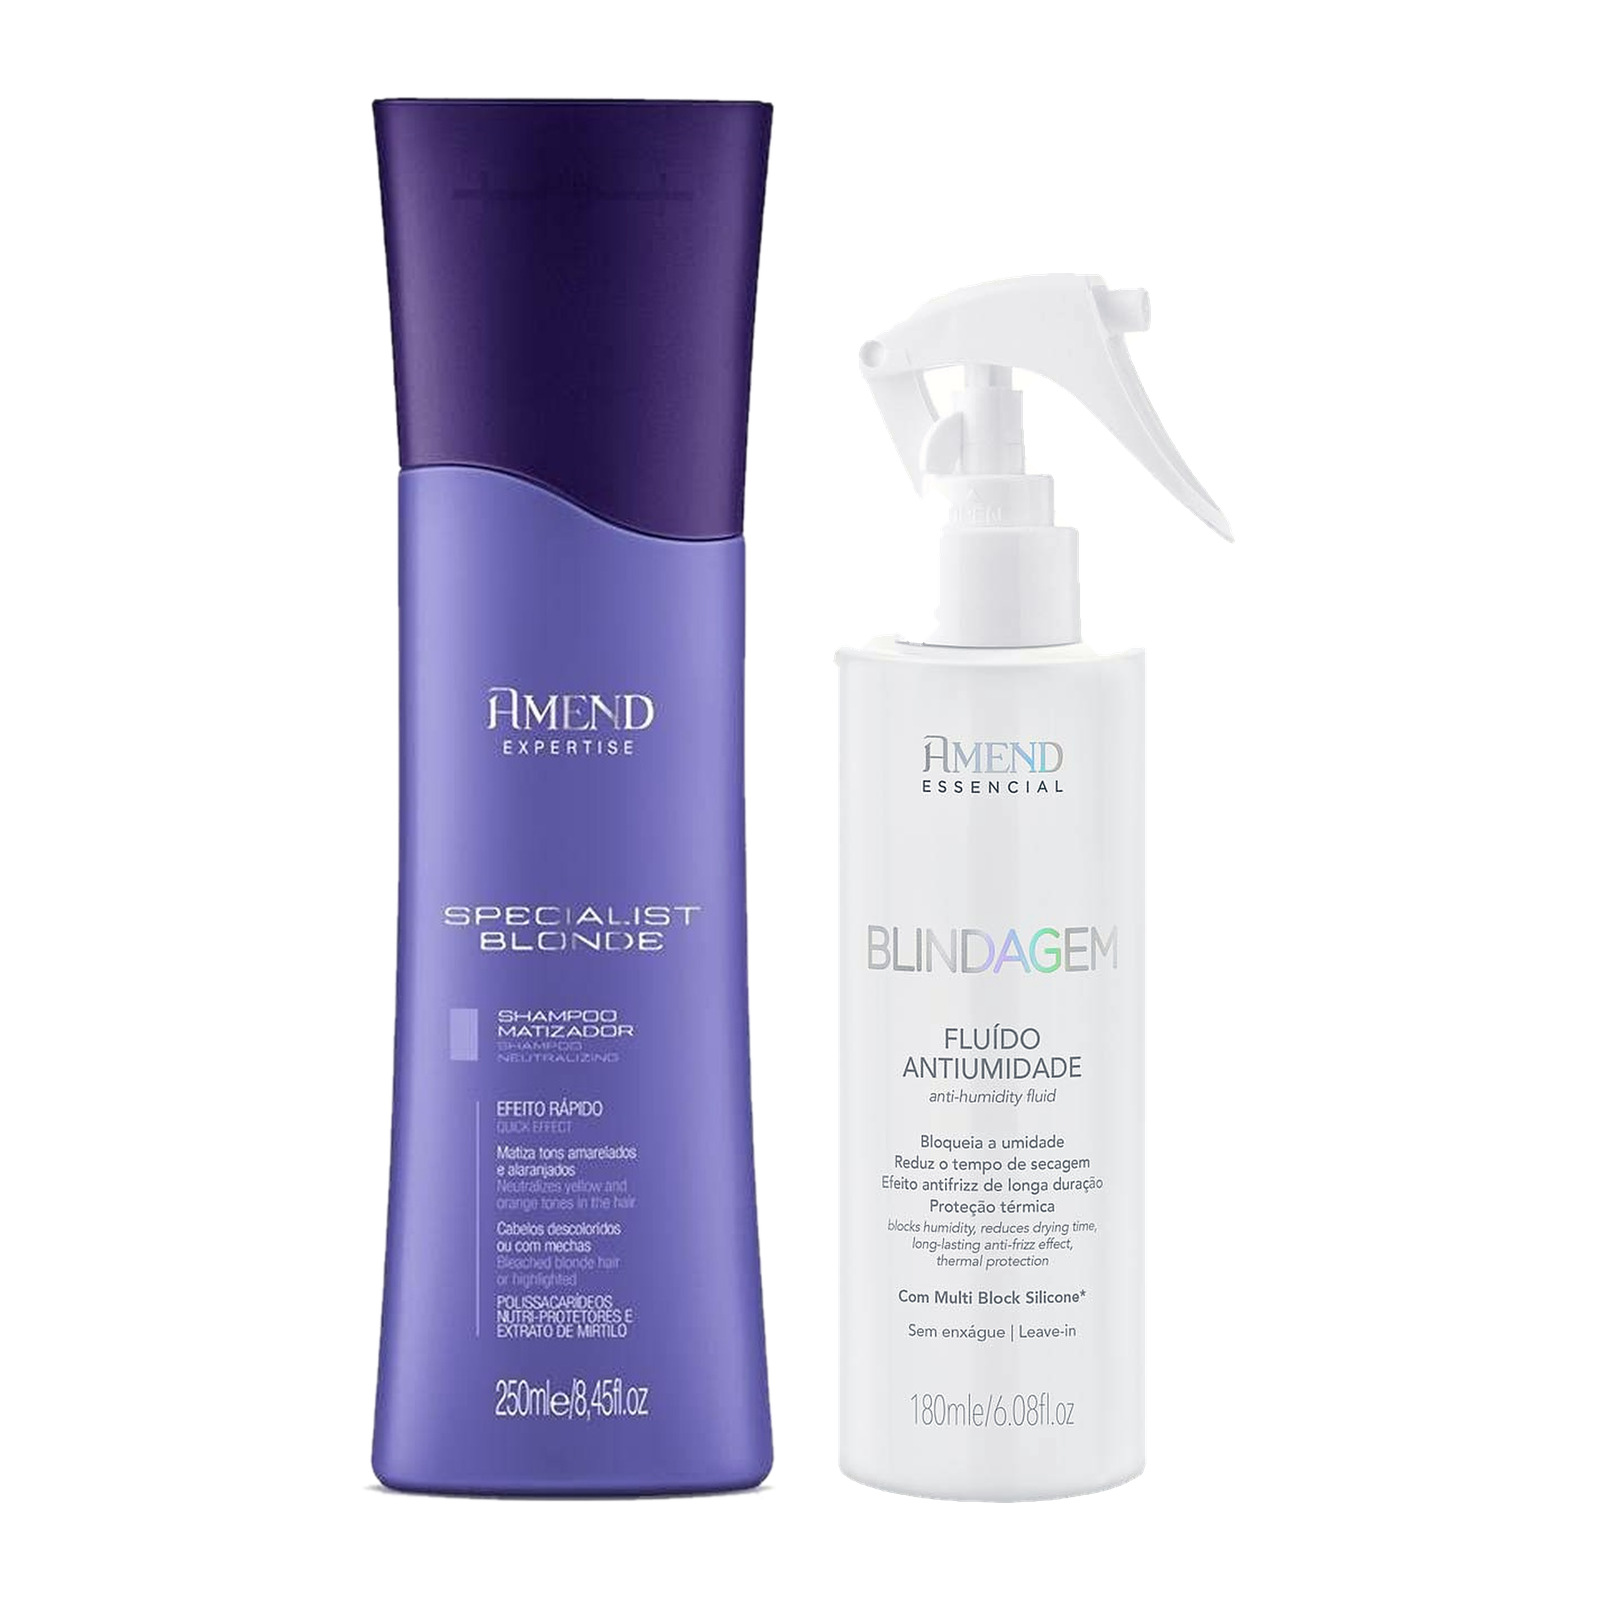 AMEND
EXPERTISE
SPECIALIST
BLONDE
SHAMPOO
MATIZADOR
SHAMPOO
NEUTRALIZING
EFEITO RÁPIDO
QUICK EFFECT
Matiza tons amarelados
e alaranjados
Neutralizes yellow and
orange tones in the hair
Cabelos descoloridos
ou com mechas
Bleached blonde hair
or highlighted
POLISSACARÍDEOS
NUTRI-PROTETORES E
EXTRATO DE MIRTILO
250mle/8,45fl.oz
OPEN
AMEND
ESSENCIAL
BLINDAGEM
FLUÍDO
ANTIUMIDADE
anti-humidity fluid
Bloqueia a umidade
Reduz o tempo de secagem
Efeito antifrizz de longa duração
Proteção térmica
blocks humidity, reduces drying time,
long-lasting anti-frizz effect,
thermal protection
Com Multi Block Silicone*
Sem enxágue | Leave-in
180mle/6.08fl.oz